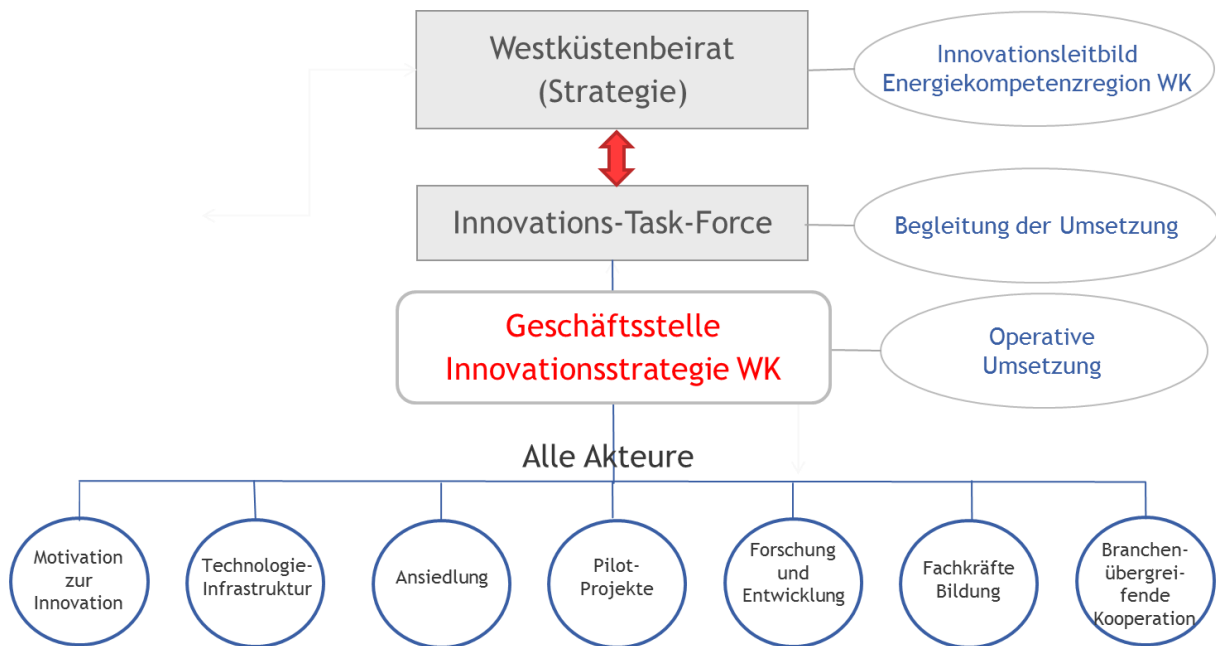 Westküstenbeirat
(Strategie)
Innovationsleitbild
Energiekompetenzregion WK
Innovations-Task-Force
Begleitung der Umsetzung
Geschäftsstelle
Innovationsstrategie WK
Operative
Umsetzung
Alle Akteure
Motivation
zur
Innovation
Technologie-
Infrastruktur
Ansiedlung
Pilot-
Projekte
Forschung
und
Entwicklung
Fachkräfte
Bildung
Branchen-
übergrei-
fende
Kooperation